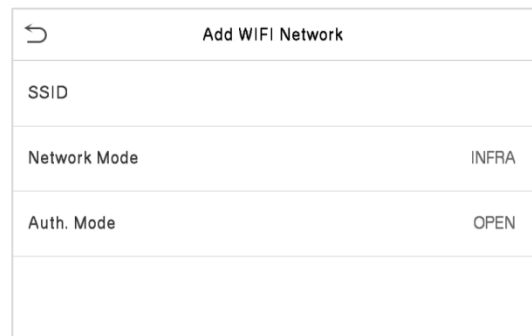 Add WIFI Network
SSID
Network Mode INFRA
Auth. Mode OPEN